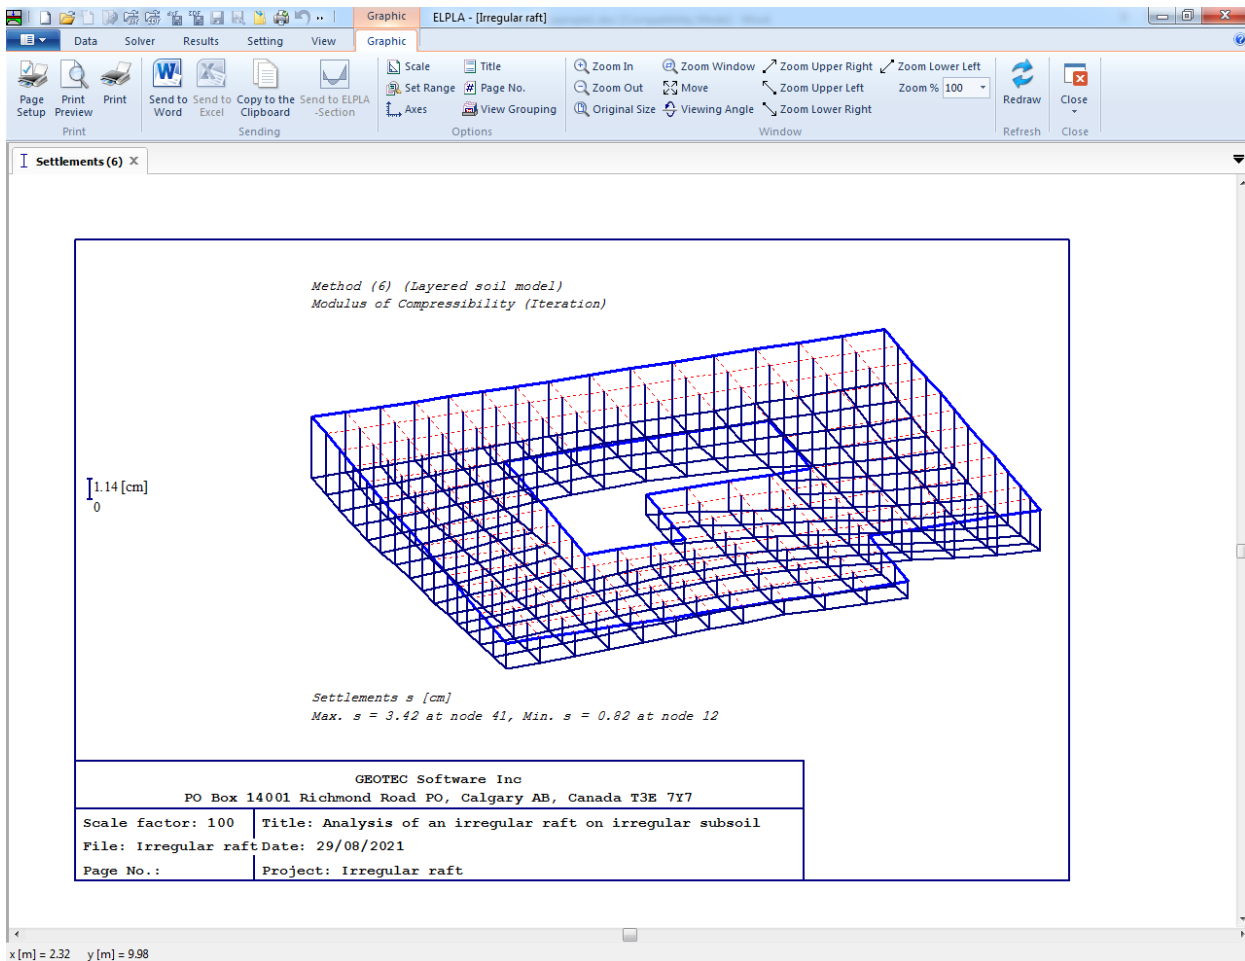 Graphic
ELPLA - [Irregular raft]
Data Solver Results Setting View Graphic
Page Setup
Print Preview
Print
Print
Send to Word
Send to Excel
Copy to the Clipboard
Send to ELPLA -Section
Sending
Scale
Set Range
Axes
Title
# Page No.
View Grouping
Options
Zoom In
Zoom Out
Original Size
Zoom Window
Move
Viewing Angle
Zoom Upper Right
Zoom Upper Left
Zoom Lower Right
Zoom Lower Left
Zoom % 100
Window
Redraw
Refresh
Close
Close
Settlements (6) X
Method (6) (Layered soil model)
Modulus of Compressibility (Iteration)
1.14 [cm]
0
Settlements s [cm]
Max. s = 3.42 at node 41, Min. s = 0.82 at node 12
GEOTEC Software Inc
PO Box 14001 Richmond Road PO, Calgary AB, Canada T3E 7Y7
Scale factor: 100 Title: Analysis of an irregular raft on irregular subsoil
File: Irregular raft Date: 29/08/2021
Page No.: Project: Irregular raft
x [m] = 2.32 y [m] = 9.98